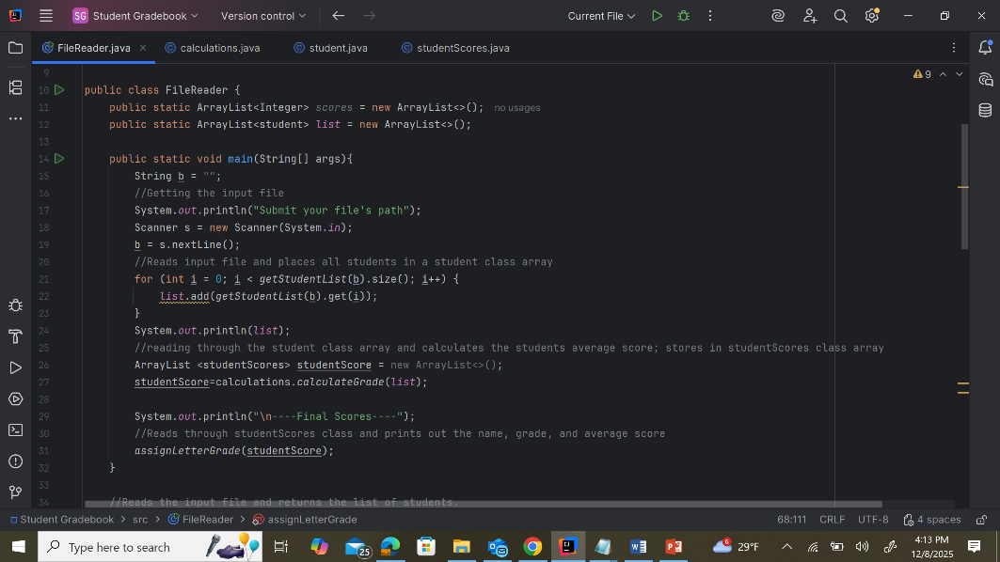 SG Student Gradebook Version control Current File
FileReader.java calculations.java student.java studentScores.java
9 9
10 public class FileReader {
11 public static ArrayList<Integer> scores = new ArrayList<>(); no usages
12 public static ArrayList<student> list = new ArrayList<>();
13
14 public static void main(String[] args){
15 String b = "";
16 //Getting the input file
17 System.out.println("Submit your file's path");
18 Scanner s = new Scanner(System.in);
19 b = s.nextLine();
20 //Reads input file and places all students in a student class array
21 for (int i = 0; i < getStudentList(b).size(); i++) {
22 list.add(getStudentList(b).get(i));
23 }
24 System.out.println(list);
25 //reading through the student class array and calculates the students average score; stores in studentScores class array
26 ArrayList <studentScores> studentScore = new ArrayList<>();
27 studentScore=calculations.calculateGrade(list);
28
29 System.out.println("\n----Final Scores----");
30 //Reads through studentScores class and prints out the name, grade, and average score
31 assignLetterGrade(studentScore);
32 }
33
34 //Reads the input file and returns the list of students.
Student Gradebook > src > FileReader > assignLetterGrade 68:111 CRLF UTF-8 4 spaces
Type here to search 25 6 29°F 4:13 PM
12/8/2025